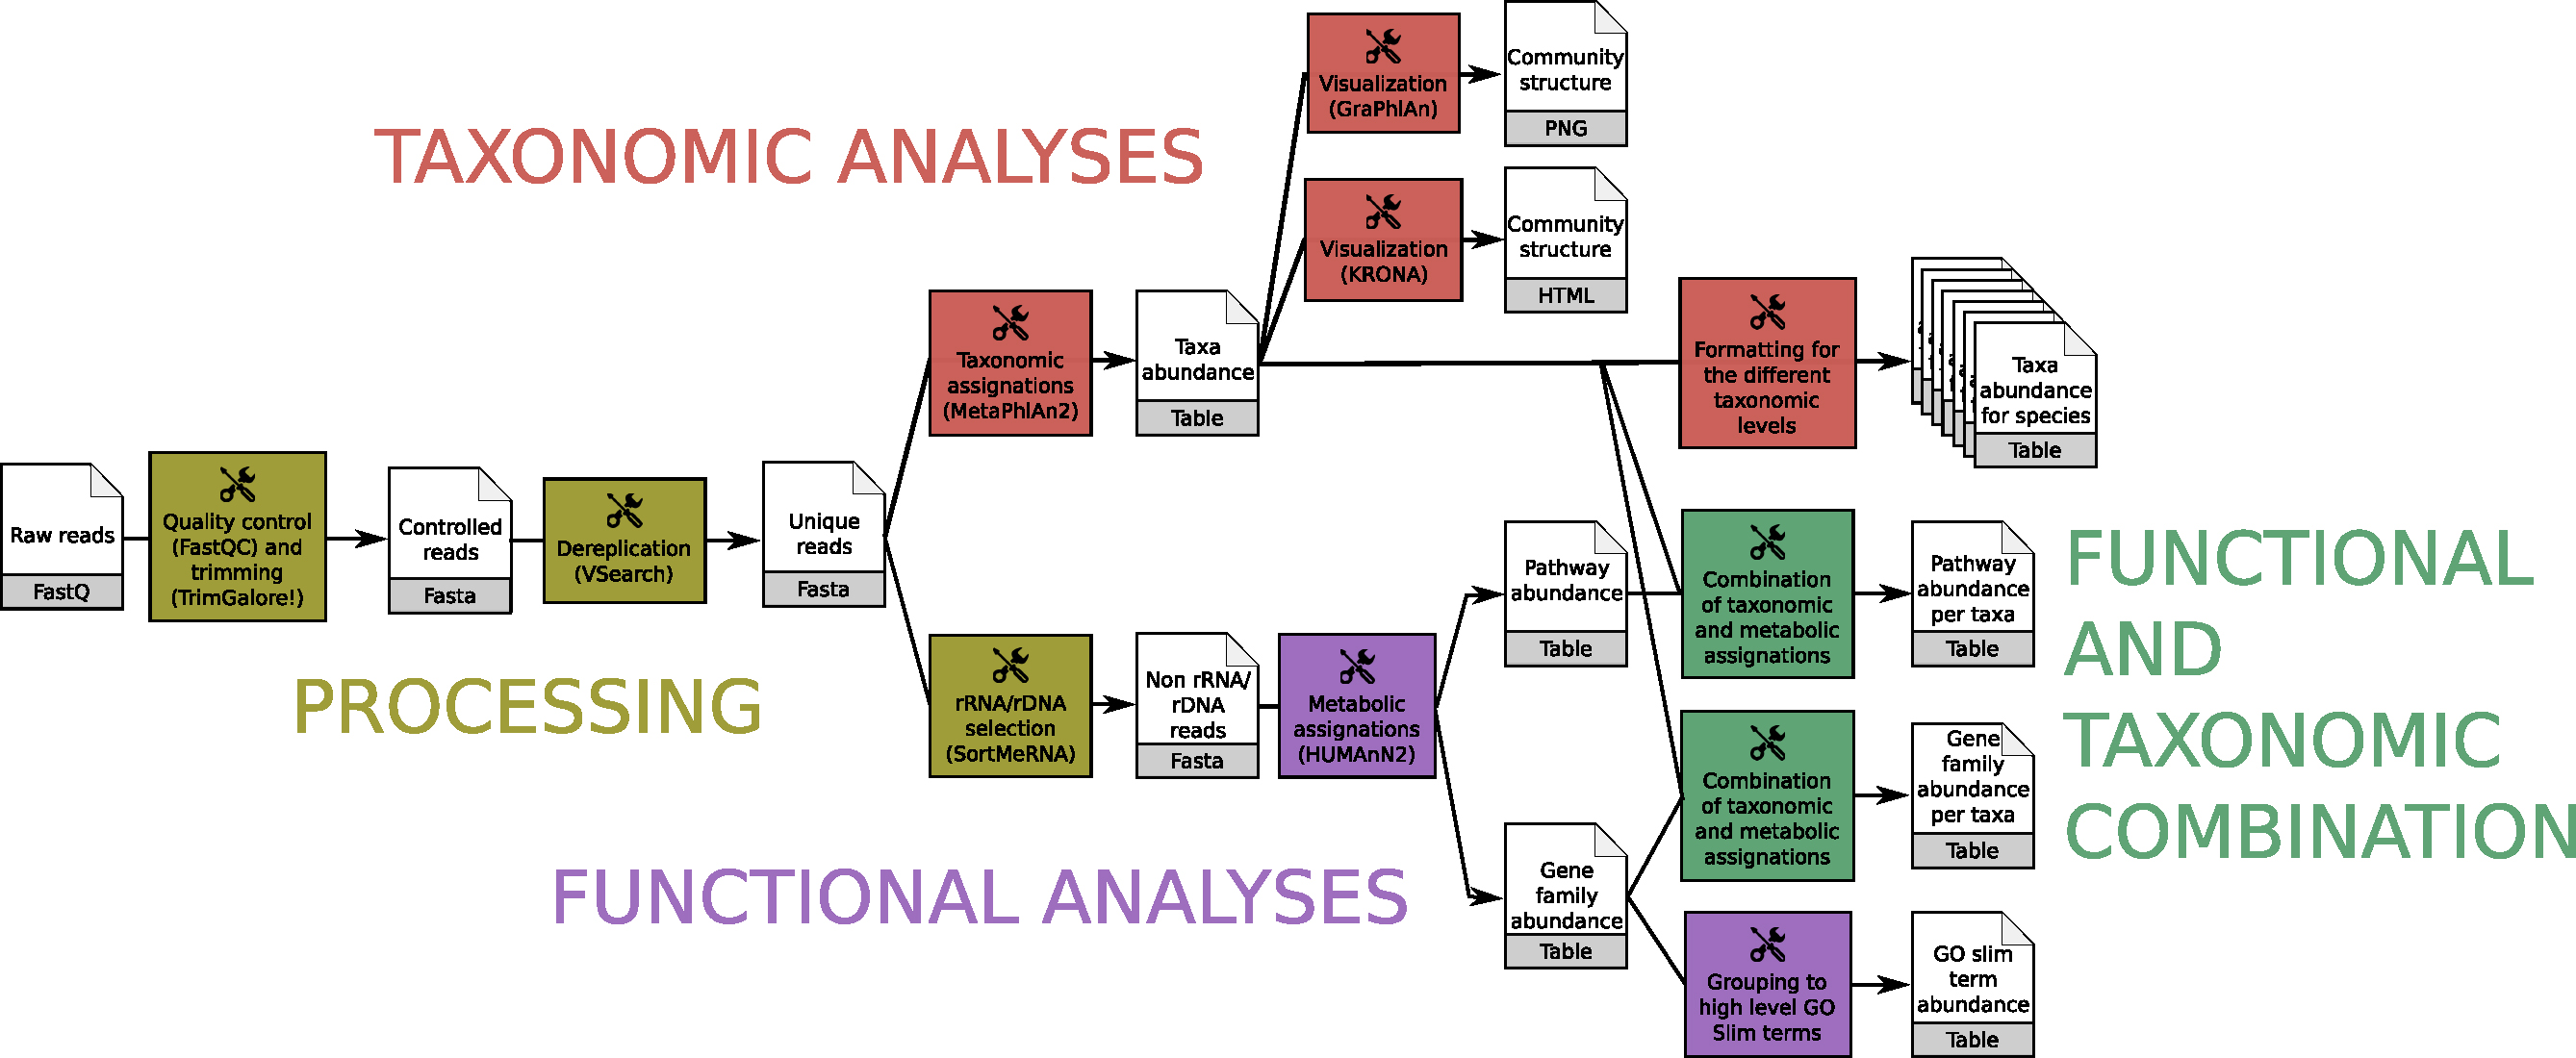 TAXONOMIC ANALYSES
Visualization
(GraPhlAn)
Community
structure
PNG
Visualization
(KRONA)
Community
structure
HTML
Taxonomic
assignations
(MetaPhlAn2)
Taxa
abundance
Table
Formatting for
the different
taxonomic
levels
Taxa
abundance
for species
Table
Raw reads
FastQ
Quality control
(FastQC) and
trimming
(TrimGalore!)
Controlled
reads
Fasta
Dereplication
(VSearch)
Unique
reads
Fasta
PROCESSING
rRNA/rDNA
selection
(SortMeRNA)
Non rRNA/
rDNA
reads
Fasta
Metabolic
assignations
(HUMAnN2)
FUNCTIONAL ANALYSES
Pathway
abundance
Table
Combination
of taxonomic
and metabolic
assignations
Pathway
abundance
per taxa
Table
Gene
family
abundance
Table
Combination
of taxonomic
and metabolic
assignations
Gene
family
abundance
per taxa
Table
Grouping to
high level GO
Slim terms
GO slim
term
abundance
Table
FUNCTIONAL
AND
TAXONOMIC
COMBINATION